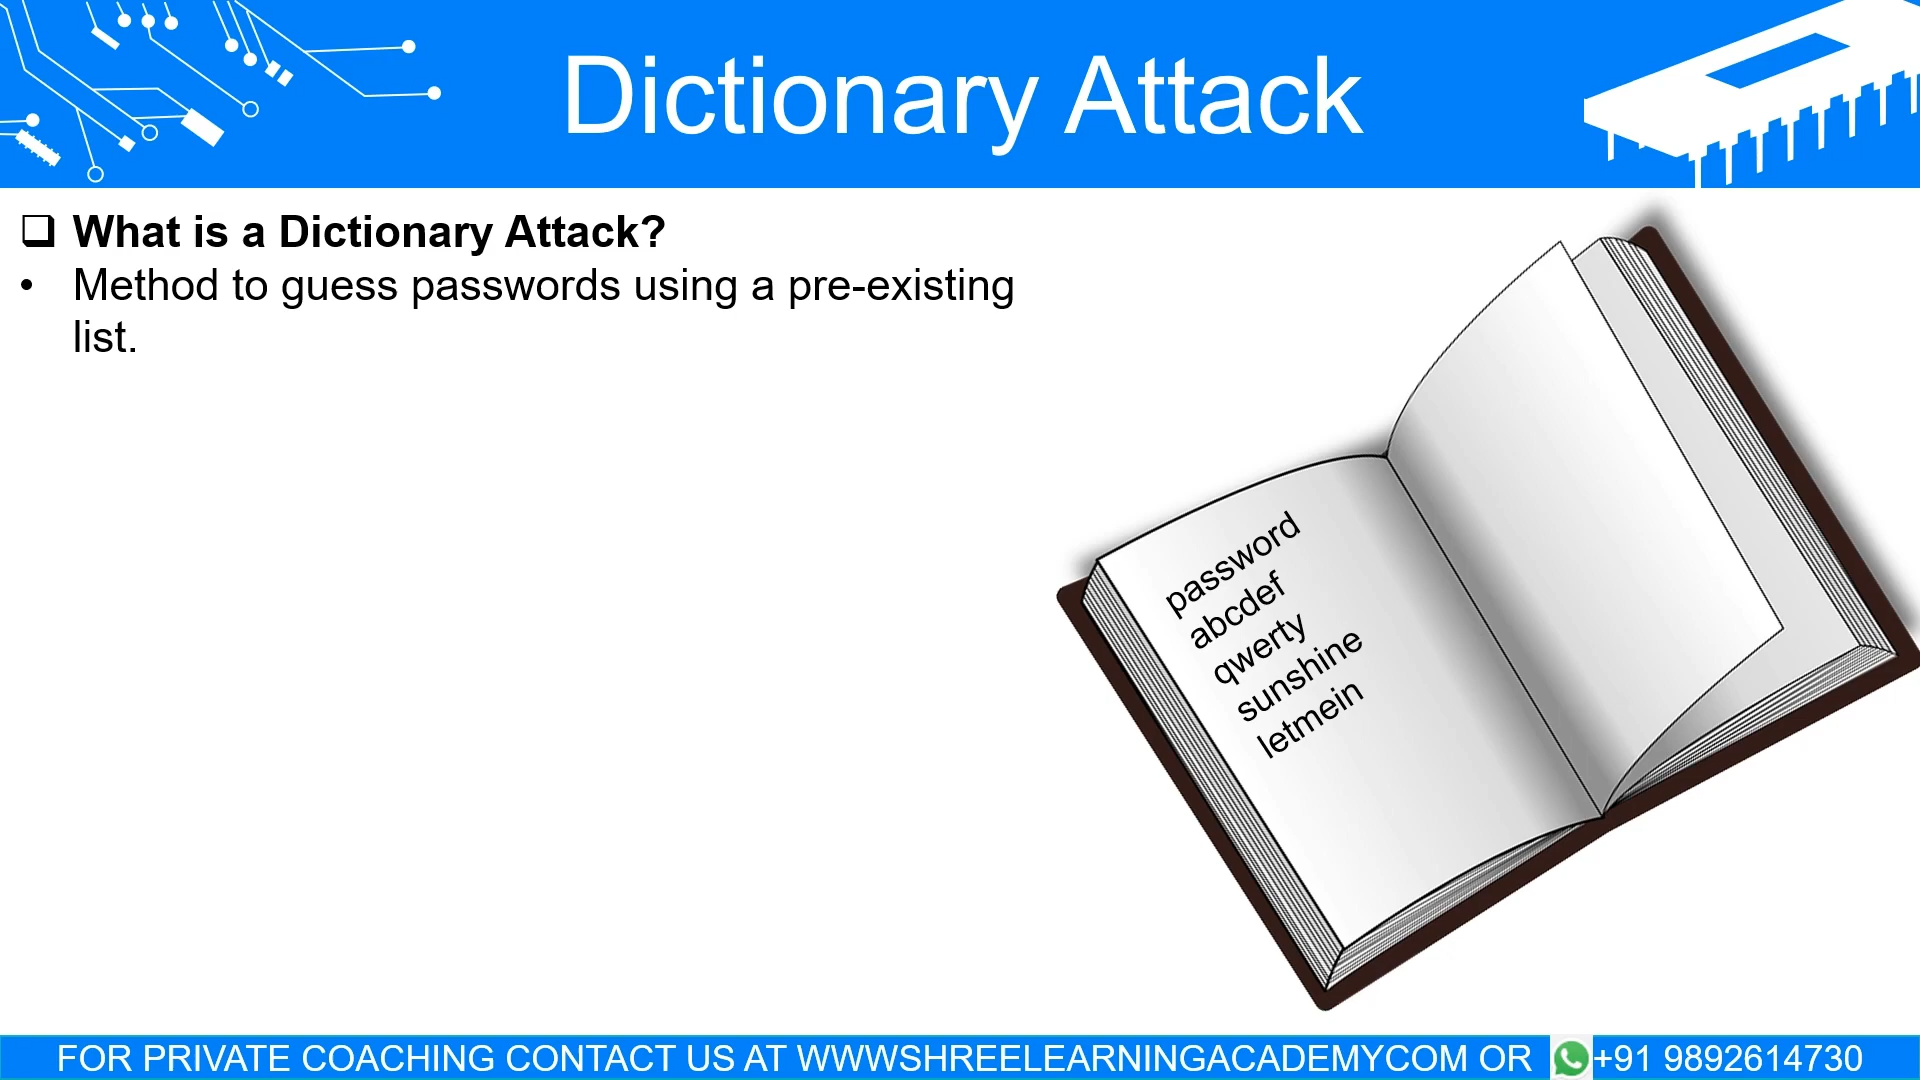 Dictionary Attack
❑ What is a Dictionary Attack?
• Method to guess passwords using a pre-existing
list.
password
abcdef
qwerty
sunshine
letmein
FOR PRIVATE COACHING CONTACT US AT WWWSHREELEARNINGACADEMYCOM OR +91 9892614730